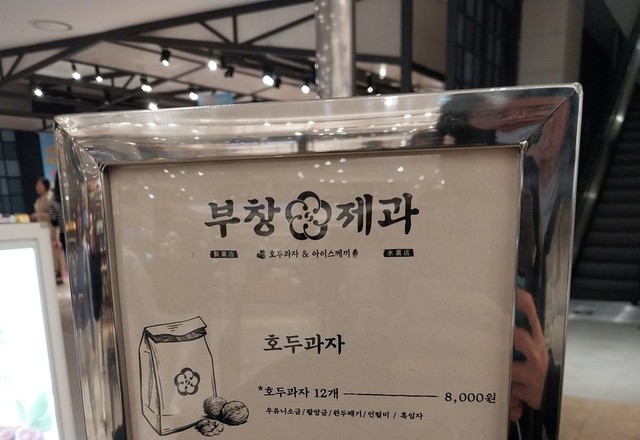 부창제과
製菓店 호두과자 & 아이스께끼 氷菓店
호두과자
*호두과자 12개 8,000원
우유니소금/팥앙금/완두배기/인절미 / 흑임자